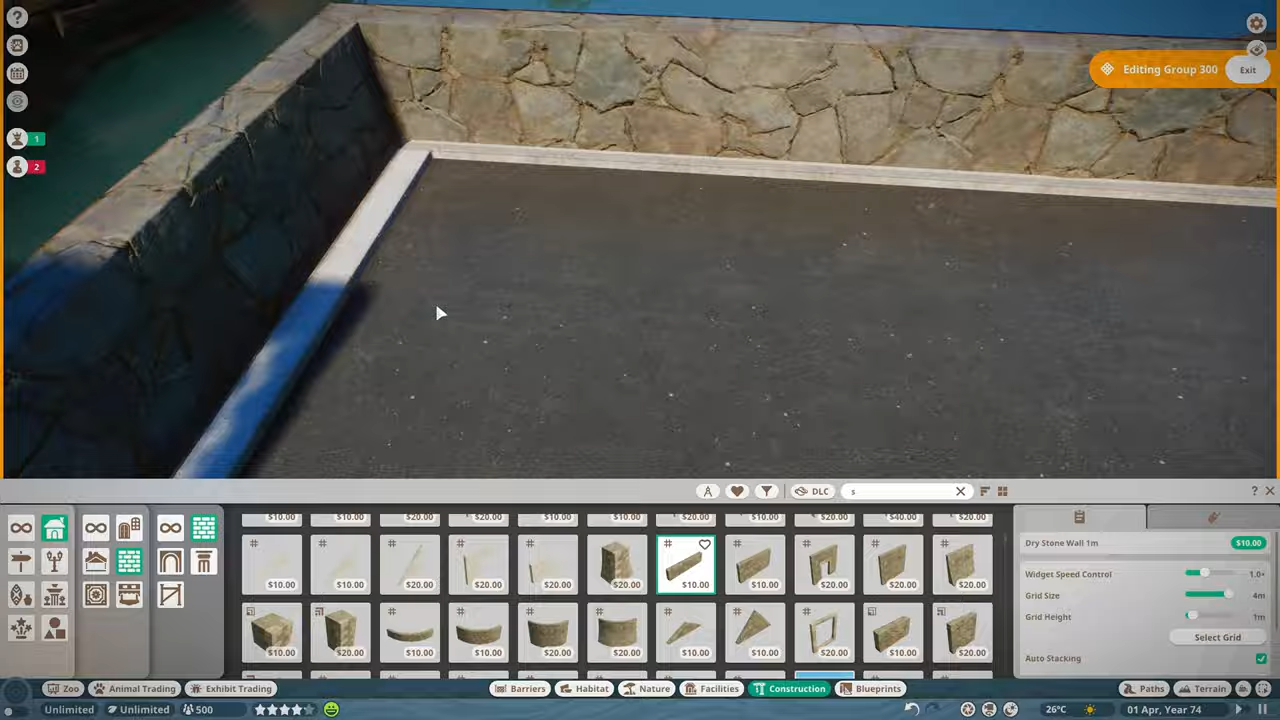 Editing Group 300
Exit
1
2
DLC
s
$10.00 $10.00 $20.00 $20.00 $10.00 $10.00 $20.00 $20.00 $40.00 $20.00
$10.00 $10.00 $20.00 $10.00 $20.00 $20.00 $10.00 $10.00 $20.00 $20.00 $20.00
$20.00 $20.00 $10.00 $10.00 $20.00 $20.00 $10.00 $10.00 $20.00 $10.00 $20.00
Dry Stone Wall 1m $10.00
Widget Speed Control
Grid Size 4m
Grid Height 1m
Select Grid
Auto Stacking
Zoo Animal Trading Exhibit Trading Barriers Habitat Nature Facilities Construction Blueprints Paths Terrain
Unlimited Unlimited 500 26°C 01 Apr, Year 74